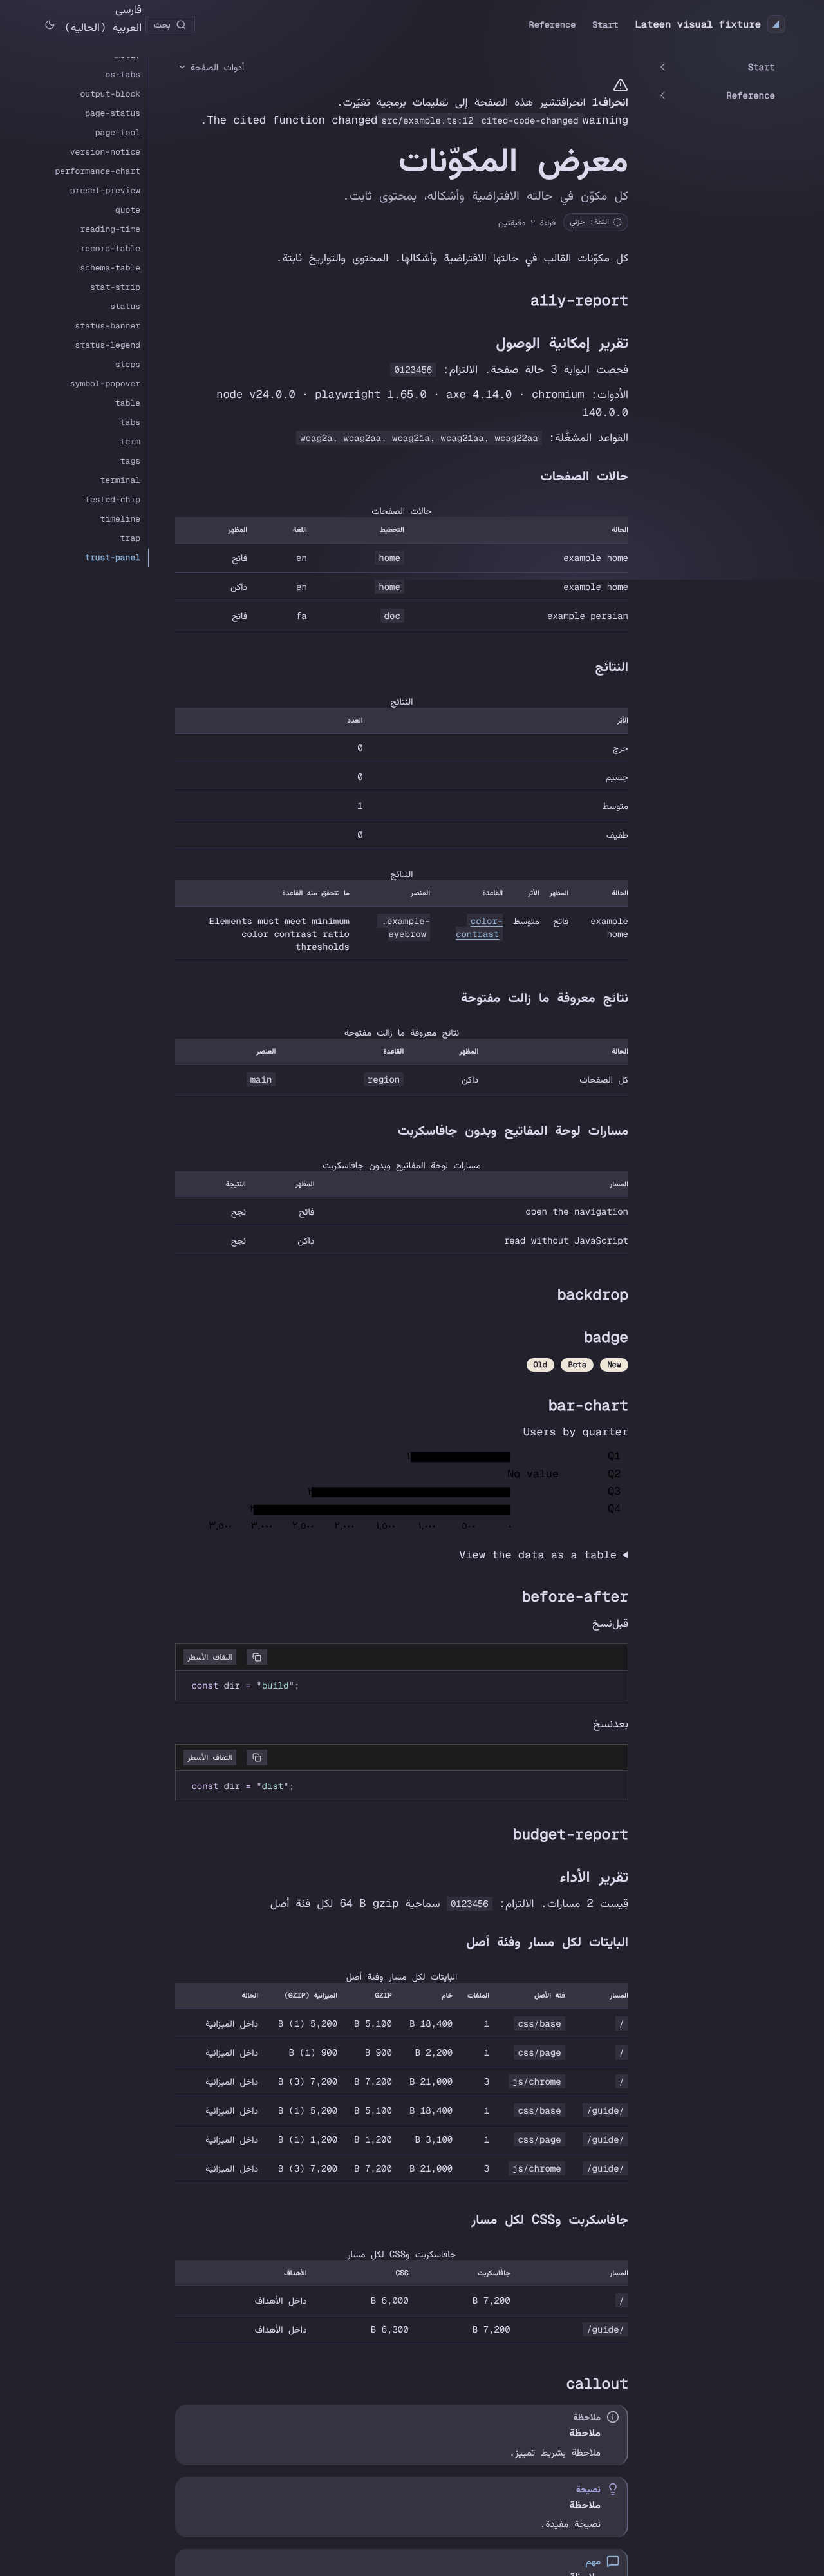 Lateen visual fixture
Start
Reference
بحث
فارسی
العربية (الحالية)
Start
Reference
أدوات الصفحة
os-tabs
output-block
page-status
page-tool
version-notice
performance-chart
preset-preview
quote
reading-time
record-table
schema-table
stat-strip
status
status-banner
status-legend
steps
symbol-popover
table
tabs
term
tags
terminal
tested-chip
timeline
trap
trust-panel
انحراف1 انحرافتشير هذه الصفحة إلى تعليمات برمجية تغيّرت.
warning cited-code-changed src/example.ts:12 The cited function changed.
معرض المكوّنات
كل مكوّن في حالته الافتراضية وأشكاله، بمحتوى ثابت.
الثقة: جزئي
قراءة ٢ دقيقتين
كل مكوّنات القالب في حالتها الافتراضية وأشكالها. المحتوى والتواريخ ثابتة.
a11y-report
تقرير إمكانية الوصول
فحصت البوابة 3 حالة صفحة. الالتزام: 0123456
الأدوات: node v24.0.0 · playwright 1.65.0 · axe 4.14.0 · chromium
140.0.0
القواعد المشغَّلة: wcag2a, wcag2aa, wcag21a, wcag21aa, wcag22aa
حالات الصفحات
حالات الصفحات
الحالة التخطيط اللغة المظهر
example home home en فاتح
example home home en داكن
example persian doc fa فاتح
النتائج
النتائج
الأثر العدد
حرج 0
جسيم 0
متوسط 1
طفيف 0
النتائج
الحالة المظهر الأثر القاعدة العنصر ما تتحقق منه القاعدة
example home فاتح متوسط color-contrast .example-eyebrow Elements must meet minimum color contrast ratio thresholds
نتائج معروفة ما زالت مفتوحة
نتائج معروفة ما زالت مفتوحة
الحالة المظهر القاعدة العنصر
كل الصفحات داكن region main
مسارات لوحة المفاتيح وبدون جافاسكربت
مسارات لوحة المفاتيح وبدون جافاسكربت
المسار المظهر النتيجة
open the navigation فاتح نجح
read without JavaScript داكن نجح
backdrop
badge
New Beta Old
bar-chart
Users by quarter
Q1
Q2 No value
Q3
Q4
٠ ٥٠٠ ١٬٠٠٠ ١٬٥٠٠ ٢٬٠٠٠ ٢٬٥٠٠ ٣٬٠٠٠ ٣٬٥٠٠
View the data as a table
before-after
قبلنسخ
التفاف الأسطر
const dir = "build";
بعدنسخ
التفاف الأسطر
const dir = "dist";
budget-report
تقرير الأداء
قِيست 2 مسارات. الالتزام: 0123456 سماحية 64 B gzip لكل فئة أصل
البايتات لكل مسار وفئة أصل
البايتات لكل مسار وفئة أصل
المسار فئة الأصل الملفات خام GZIP الميزانية (GZIP) الحالة
/ css/base 1 18,400 B 5,100 B 5,200 B (1) داخل الميزانية
/ css/page 1 2,200 B 900 B 900 B (1) داخل الميزانية
/ js/chrome 3 21,000 B 7,200 B 7,200 B (3) داخل الميزانية
/guide/ css/base 1 18,400 B 5,100 B 5,200 B (1) داخل الميزانية
/guide/ css/page 1 3,100 B 1,200 B 1,200 B (1) داخل الميزانية
/guide/ js/chrome 3 21,000 B 7,200 B 7,200 B (3) داخل الميزانية
جافاسكربت وCSS لكل مسار
جافاسكربت وCSS لكل مسار
المسار جافاسكربت CSS الأهداف
/ 7,200 B 6,000 B داخل الأهداف
/guide/ 7,200 B 6,300 B داخل الأهداف
callout
ملاحظة
ملاحظة
ملاحظة بشريط تمييز.
نصيحة
ملاحظة
نصيحة مفيدة.
مهم